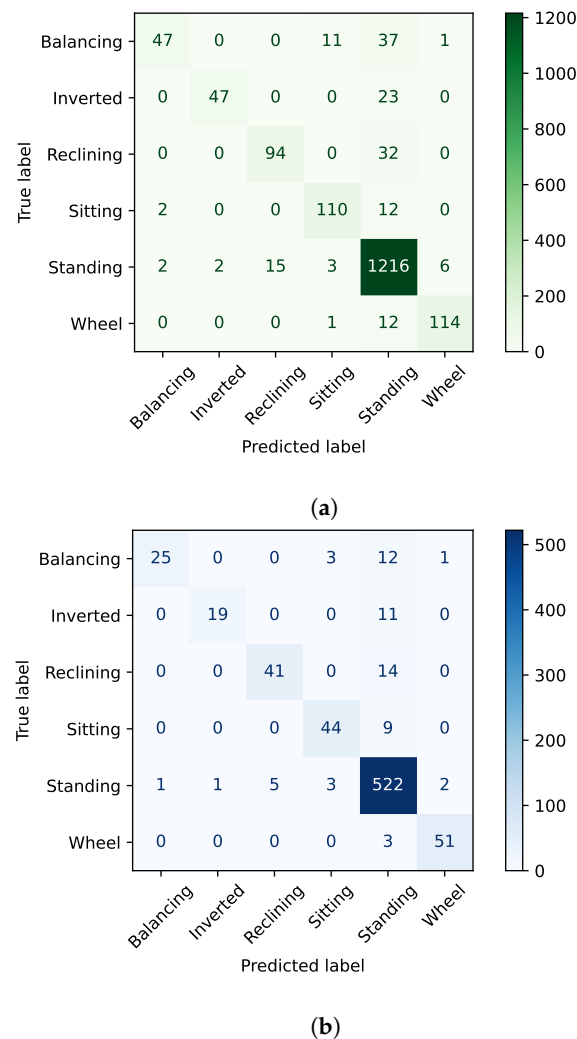 Balancing 47 0 0 11 37 1 1200
Inverted 0 47 0 0 23 0 1000
Reclining 0 0 94 0 32 0 800
True label
Sitting 2 0 0 110 12 0 600
400
Standing 2 2 15 3 1216 6
200
Wheel 0 0 0 1 12 114
0
Balancing Inverted Reclining Sitting Standing Wheel
Predicted label
(a)
Balancing 25 0 0 3 12 1 500
Inverted 0 19 0 0 11 0 400
Reclining 0 0 41 0 14 0 300
True label
Sitting 0 0 0 44 9 0 200
Standing 1 1 5 3 522 2 100
Wheel 0 0 0 0 3 51
0
Balancing Inverted Reclining Sitting Standing Wheel
Predicted label
(b)